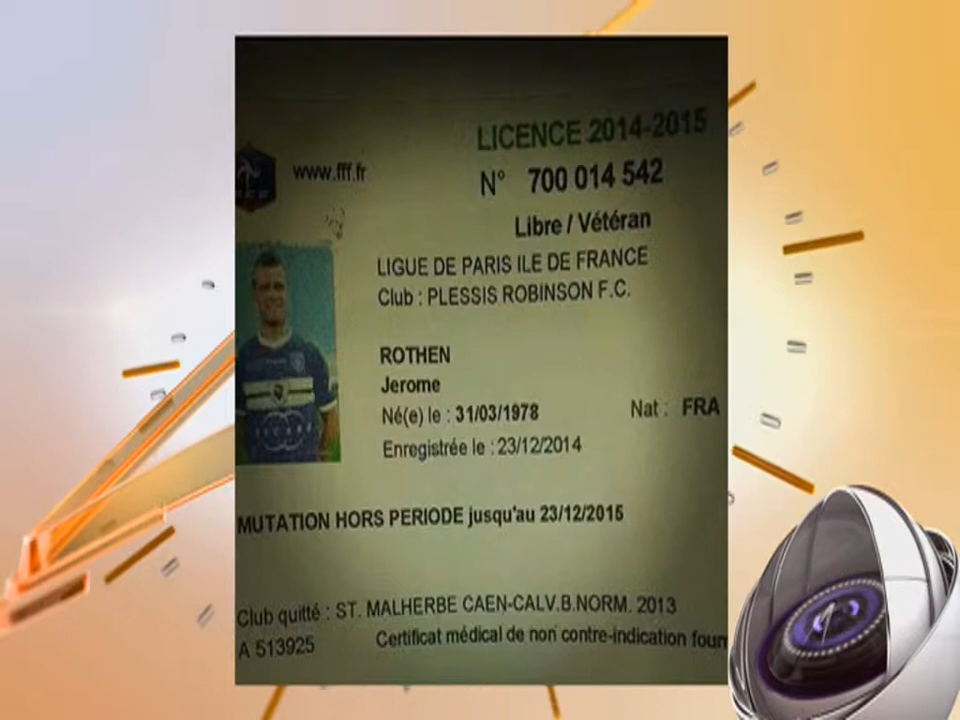 LICENCE 2014-2015
www.fff.fr
N° 700 014 542
Libre / Vétéran
LIGUE DE PARIS ILE DE FRANCE
Club : PLESSIS ROBINSON F.C.
ROTHEN
Jerome
Né(e) le : 31/03/1978 Nat : FRA
Enregistrée le : 23/12/2014
MUTATION HORS PERIODE jusqu'au 23/12/2015
Club quitté : ST. MALHERBE CAEN-CALV.B.NORM. 2013
A 513925 Certificat médical de non contre-indication fourn